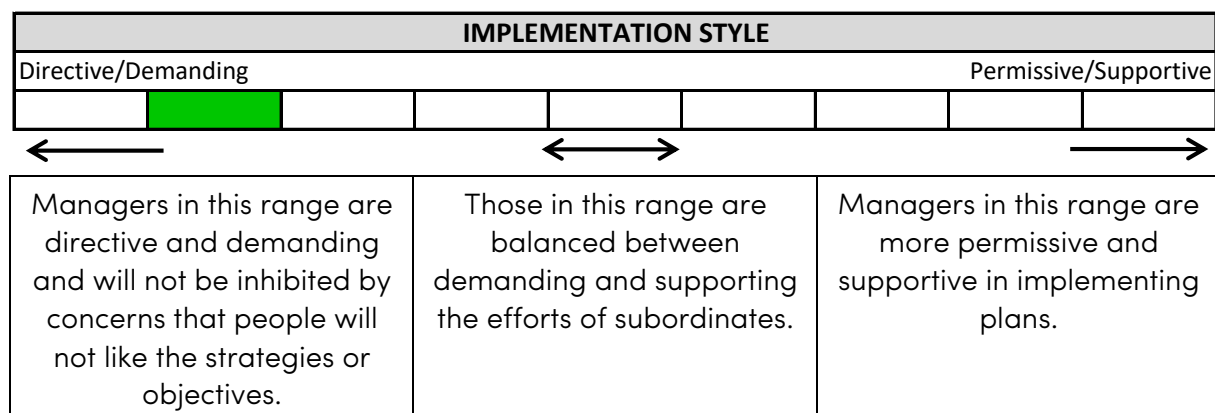 IMPLEMENTATION STYLE
Directive/Demanding
Permissive/Supportive
Managers in this range are
directive and demanding
and will not be inhibited by
concerns that people will
not like the strategies or
objectives.
Those in this range are
balanced between
demanding and supporting
the efforts of subordinates.
Managers in this range are
more permissive and
supportive in implementing
plans.